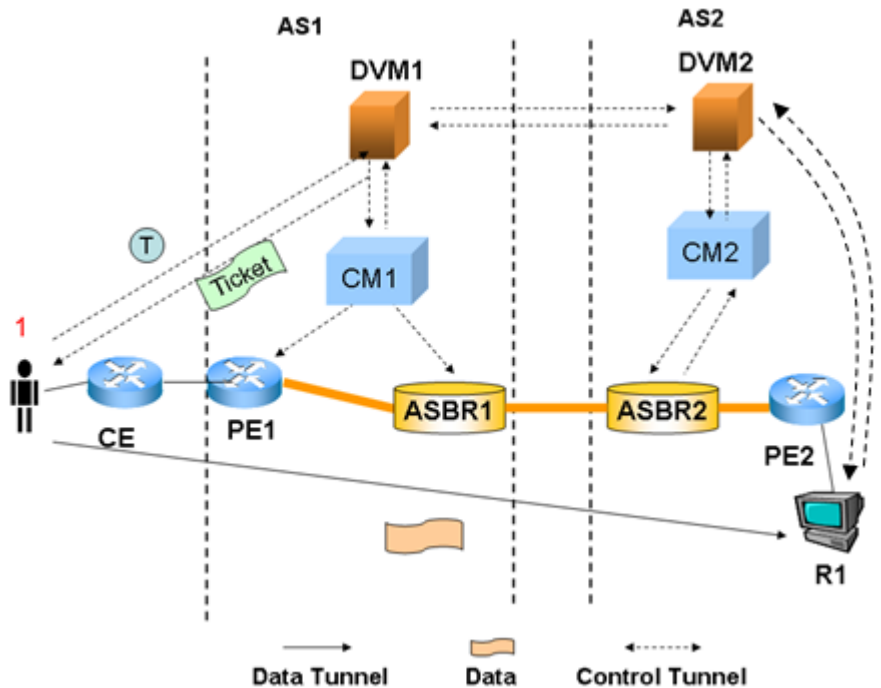 AS1
AS2
DVM1
DVM2
T
Ticket
CM1
CM2
1
CE
PE1
ASBR1
ASBR2
PE2
R1
Data Tunnel
Data
Control Tunnel